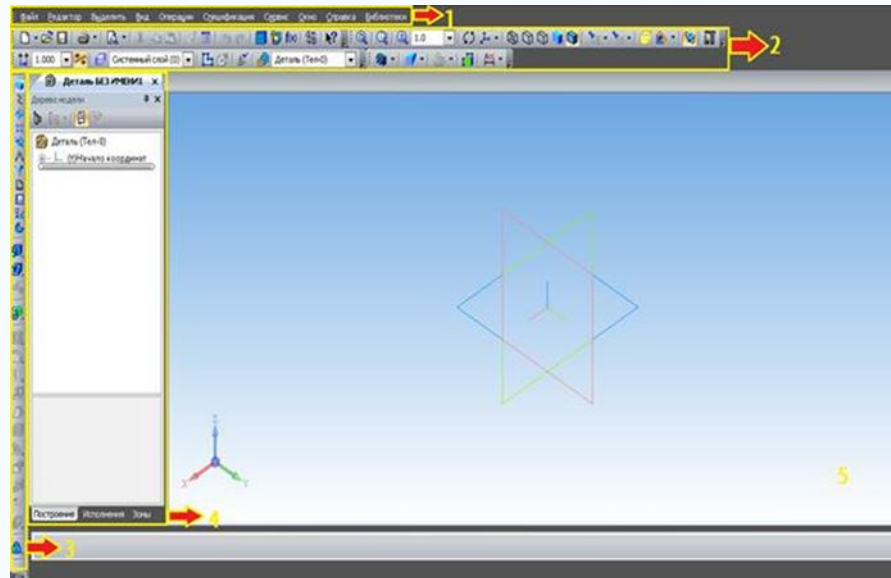 Файл Редактор Выделить Вид Операции Спецификация Сервис Окно Справка Библиотеки 1
1.0 2
1.000 Системный слой (0) Деталь (Тел-0)
Деталь БЕЗ ИМЕНИ1 x
Дерево модели x
Деталь (Тел-0)
(т)Начало координат
Z
X Y
5
Построение Исполнения Зоны 4
3